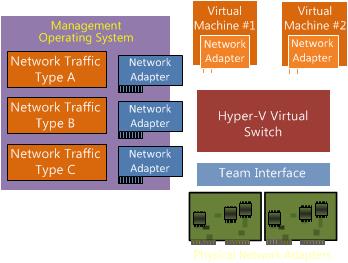 Management
Operating System
Network Traffic
Type A
Network
Adapter
Network Traffic
Type B
Network
Adapter
Network Traffic
Type C
Network
Adapter
Virtual
Machine #1
Network
Adapter
Virtual
Machine #2
Network
Adapter
Hyper-V Virtual
Switch
Team Interface
Physical Network Adapters